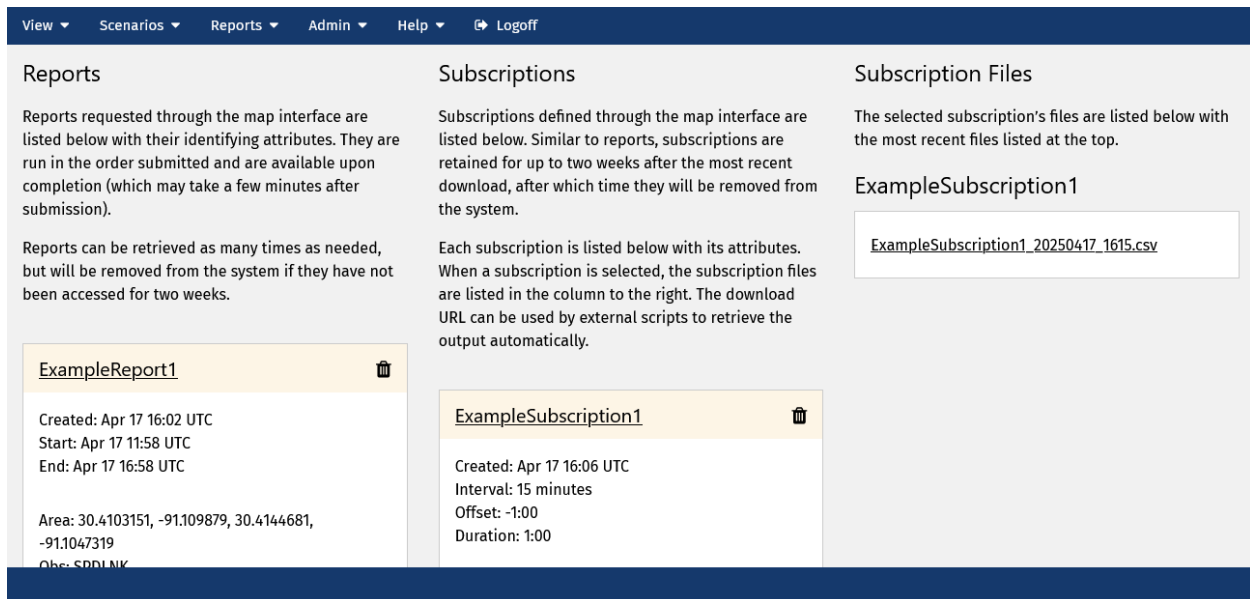 View Scenarios Reports Admin Help Logoff
Reports
Reports requested through the map interface are
listed below with their identifying attributes. They are
run in the order submitted and are available upon
completion (which may take a few minutes after
submission).
Reports can be retrieved as many times as needed,
but will be removed from the system if they have not
been accessed for two weeks.
ExampleReport1
Created: Apr 17 16:02 UTC
Start: Apr 17 11:58 UTC
End: Apr 17 16:58 UTC
Area: 30.4103151, -91.109879, 30.4144681,
-91.1047319
Obs: SPDLNK
Subscriptions
Subscriptions defined through the map interface are
listed below. Similar to reports, subscriptions are
retained for up to two weeks after the most recent
download, after which time they will be removed from
the system.
Each subscription is listed below with its attributes.
When a subscription is selected, the subscription files
are listed in the column to the right. The download
URL can be used by external scripts to retrieve the
output automatically.
ExampleSubscription1
Created: Apr 17 16:06 UTC
Interval: 15 minutes
Offset: -1:00
Duration: 1:00
Subscription Files
The selected subscription’s files are listed below with
the most recent files listed at the top.
ExampleSubscription1
ExampleSubscription1_20250417_1615.csv